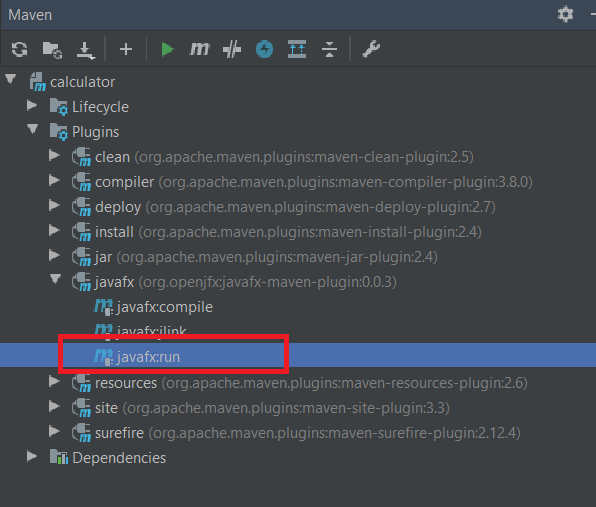 Maven
calculator
Lifecycle
Plugins
clean (org.apache.maven.plugins:maven-clean-plugin:2.5)
compiler (org.apache.maven.plugins:maven-compiler-plugin:3.8.0)
deploy (org.apache.maven.plugins:maven-deploy-plugin:2.7)
install (org.apache.maven.plugins:maven-install-plugin:2.4)
jar (org.apache.maven.plugins:maven-jar-plugin:2.4)
javafx (org.openjfx:javafx-maven-plugin:0.0.3)
javafx:compile
javafx:jlink
javafx:run
resources (org.apache.maven.plugins:maven-resources-plugin:2.6)
site (org.apache.maven.plugins:maven-site-plugin:3.3)
surefire (org.apache.maven.plugins:maven-surefire-plugin:2.12.4)
Dependencies